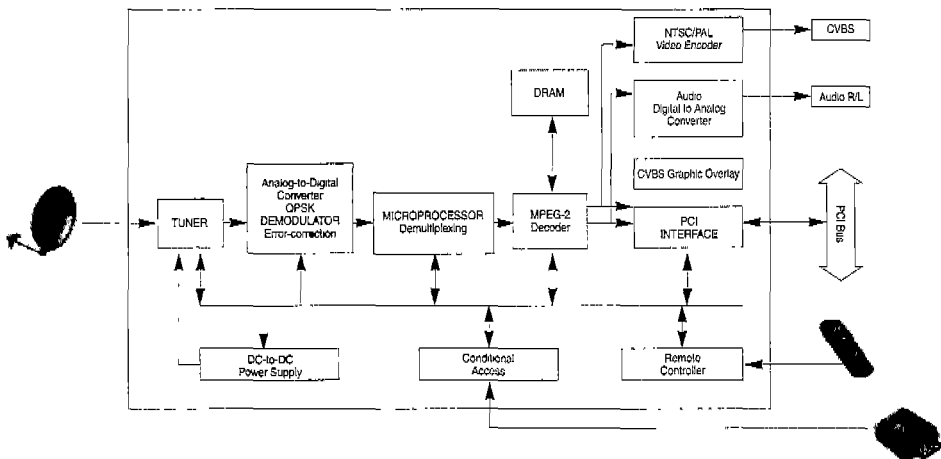 NTSC/PAL
Video Encoder
CVBS
DRAM
Audio
Digital to Analog
Converter
Audio R/L
CVBS Graphic Overlay
TUNER
Analog-to-Digital
Converter
QPSK
DEMODULATOR
Error-correction
MICROPROCESSOR
Demultiplexing
MPEG-2
Decoder
PCI
INTERFACE
PCI Bus
DC-to-DC
Power Supply
Conditional
Access
Remote
Controller